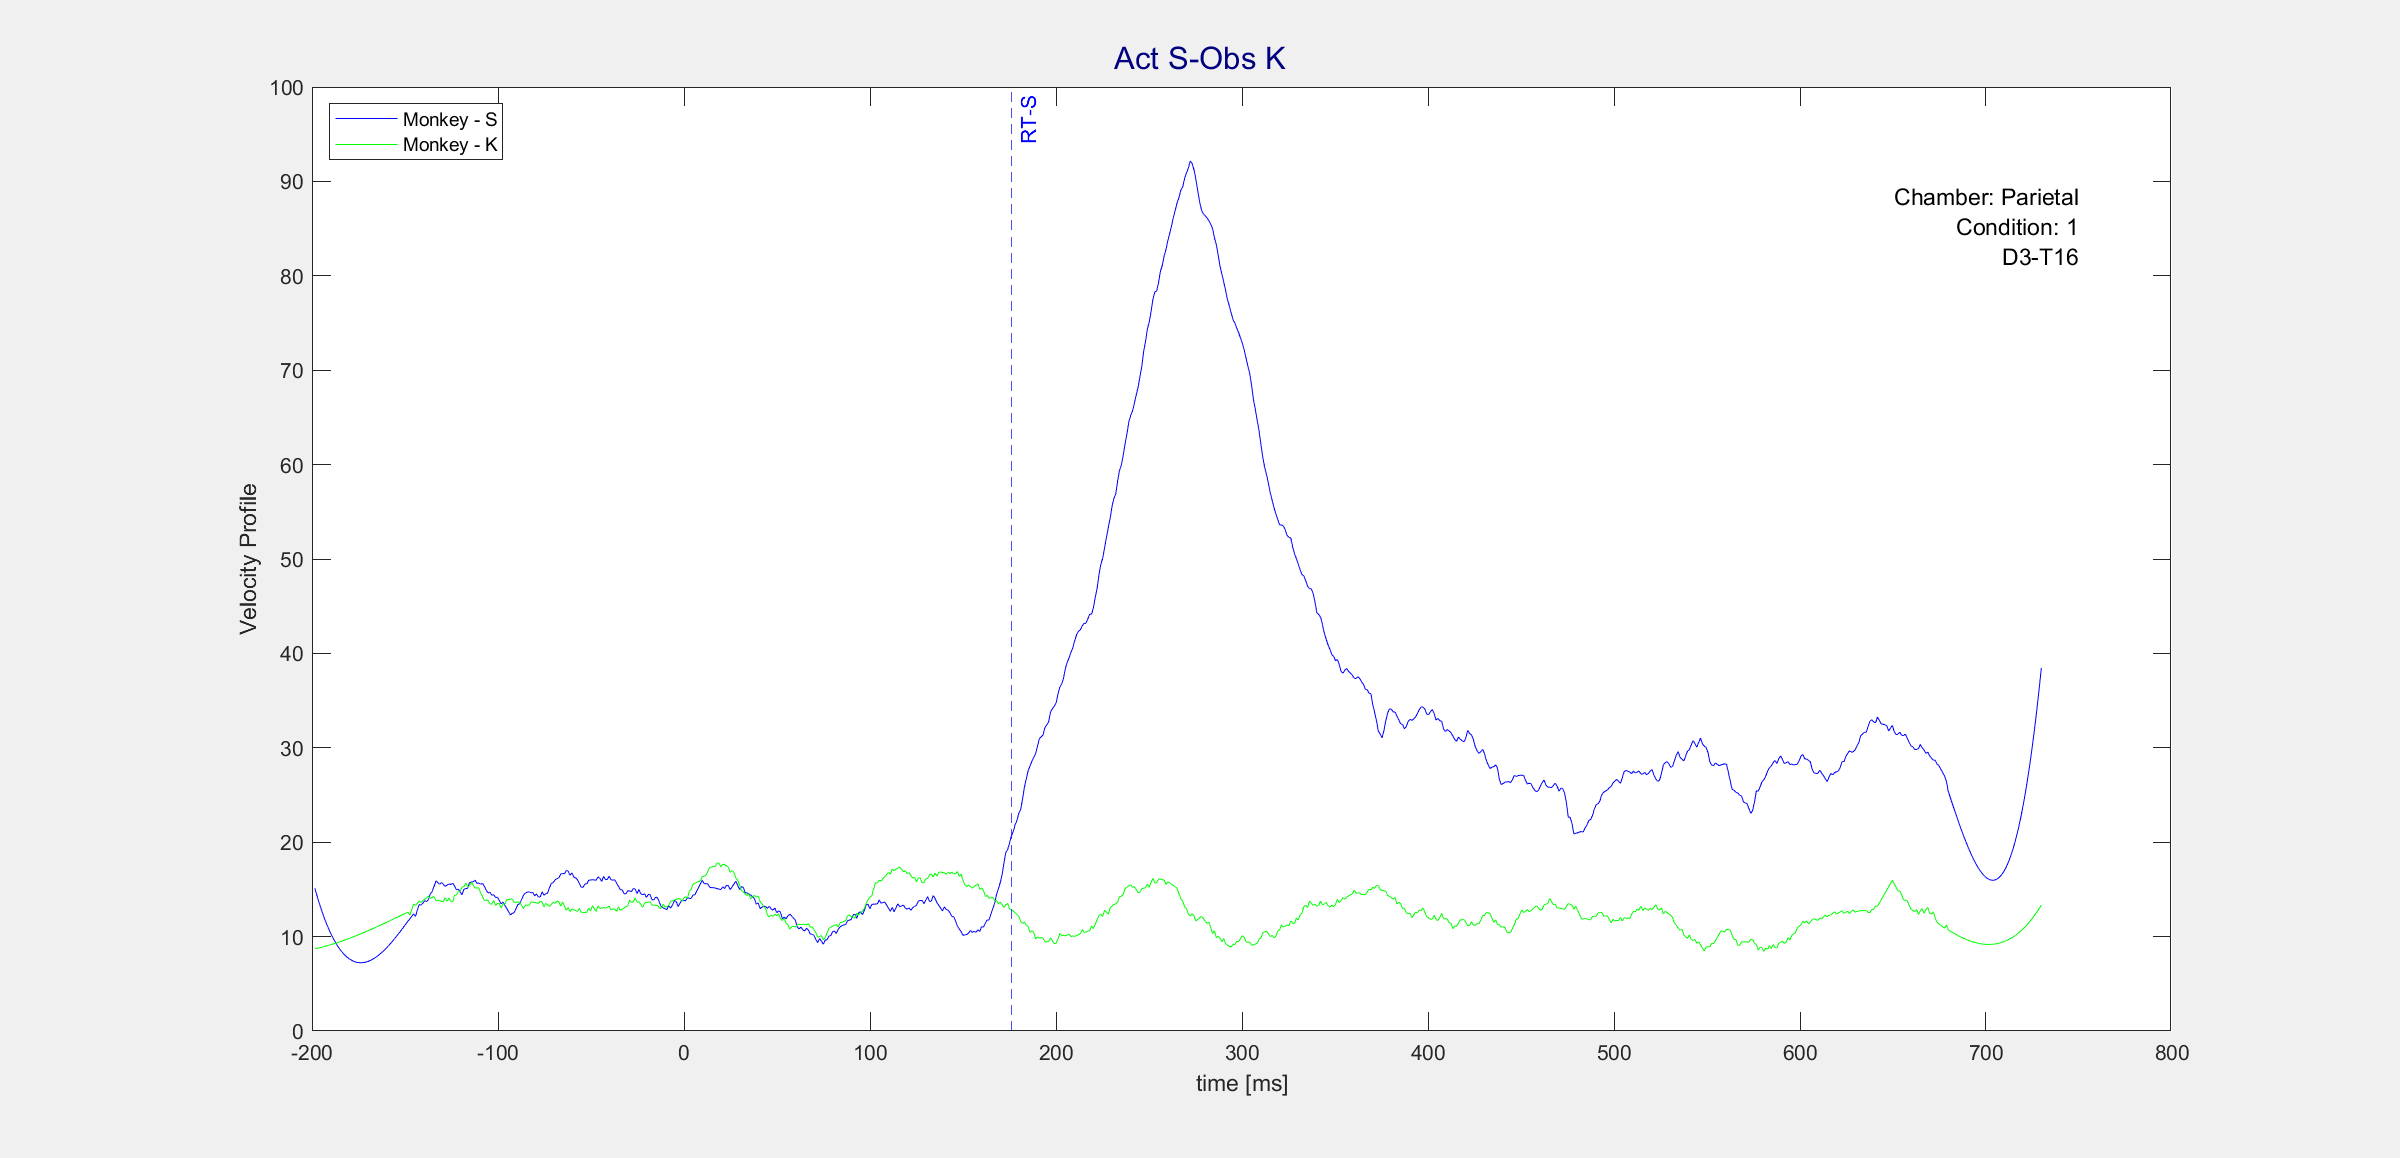 Act S-Obs K
100
90
80
70
60
50
40
30
20
10
0
Velocity Profile
Monkey - S
Monkey - K
RT-S
Chamber: Parietal
Condition: 1
D3-T16
-200 -100 0 100 200 300 400 500 600 700 800
time [ms]